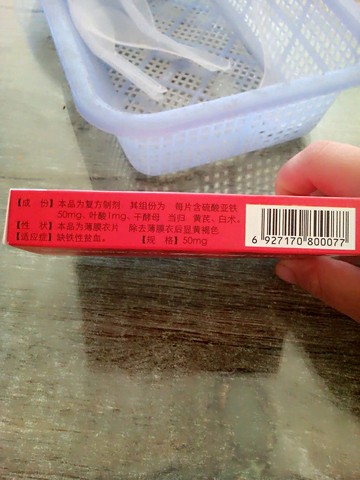 【成 份】本品为复方制剂 其组份为 每片含硫酸亚铁
50mg、叶酸1mg、干酵母 当归 黄芪、白术。
【性 状】本品为薄膜衣片 除去薄膜衣后显黄褐色
【适应症】缺铁性贫血。 【规 格】50mg
6 927170 800077